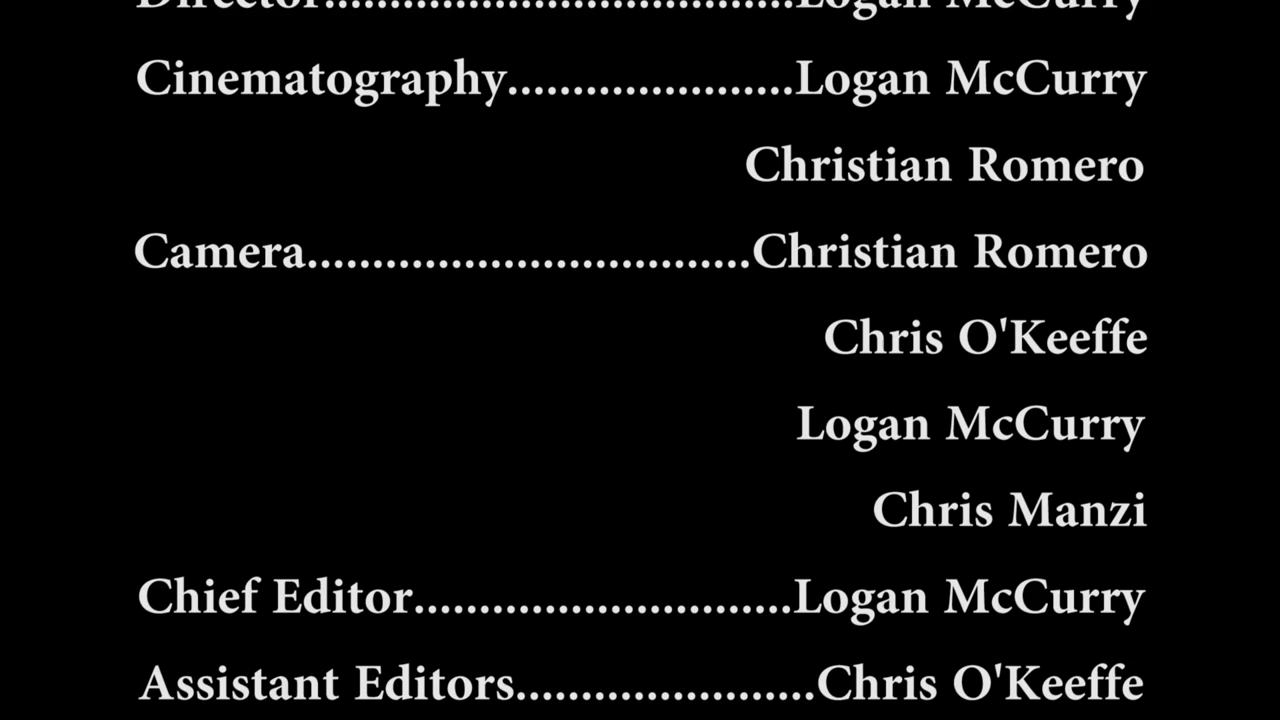 Director....................................Logan McCurry
Cinematography......................Logan McCurry
Christian Romero
Camera..................................Christian Romero
Chris O'Keeffe
Logan McCurry
Chris Manzi
Chief Editor.............................Logan McCurry
Assistant Editors.......................Chris O'Keeffe